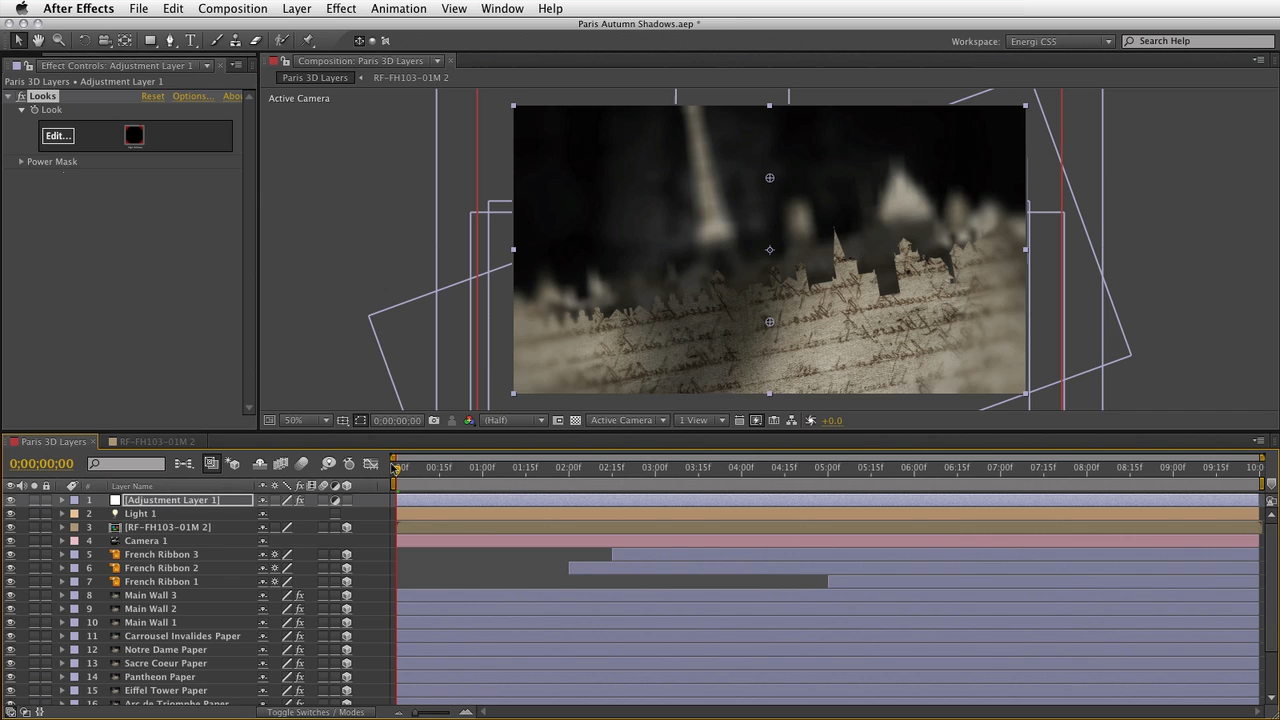 After Effects File Edit Composition Layer Effect Animation View Window Help
Paris Autumn Shadows.aep *
Workspace: Energi CSS Search Help
Effect Controls: Adjustment Layer 1
Composition: Paris 3D Layers
Paris 3D Layers • Adjustment Layer 1
Paris 3D Layers RF-FH103-01M 2
fx Looks Reset Options... Abou
Active Camera
Look
Edit...
Power Mask
50% 0;00;00;00 (Half) Active Camera 1 View +0.0
Paris 3D Layers RF-FH103-01M 2
0;00;00;00
00f 00:15f 01:00f 01:15f 02:00f 02:15f 03:00f 03:15f 04:00f 04:15f 05:00f 05:15f 06:00f 06:15f 07:00f 07:15f 08:00f 08:15f 09:00f 09:15f 10:0
# Layer Name
1 [Adjustment Layer 1]
2 Light 1
3 [RF-FH103-01M 2]
4 Camera 1
5 French Ribbon 3
6 French Ribbon 2
7 French Ribbon 1
8 Main Wall 3
9 Main Wall 2
10 Main Wall 1
11 Carrousel Invalides Paper
12 Notre Dame Paper
13 Sacre Coeur Paper
14 Pantheon Paper
15 Eiffel Tower Paper
16 Arc de Triomphe Paper
Toggle Switches / Modes